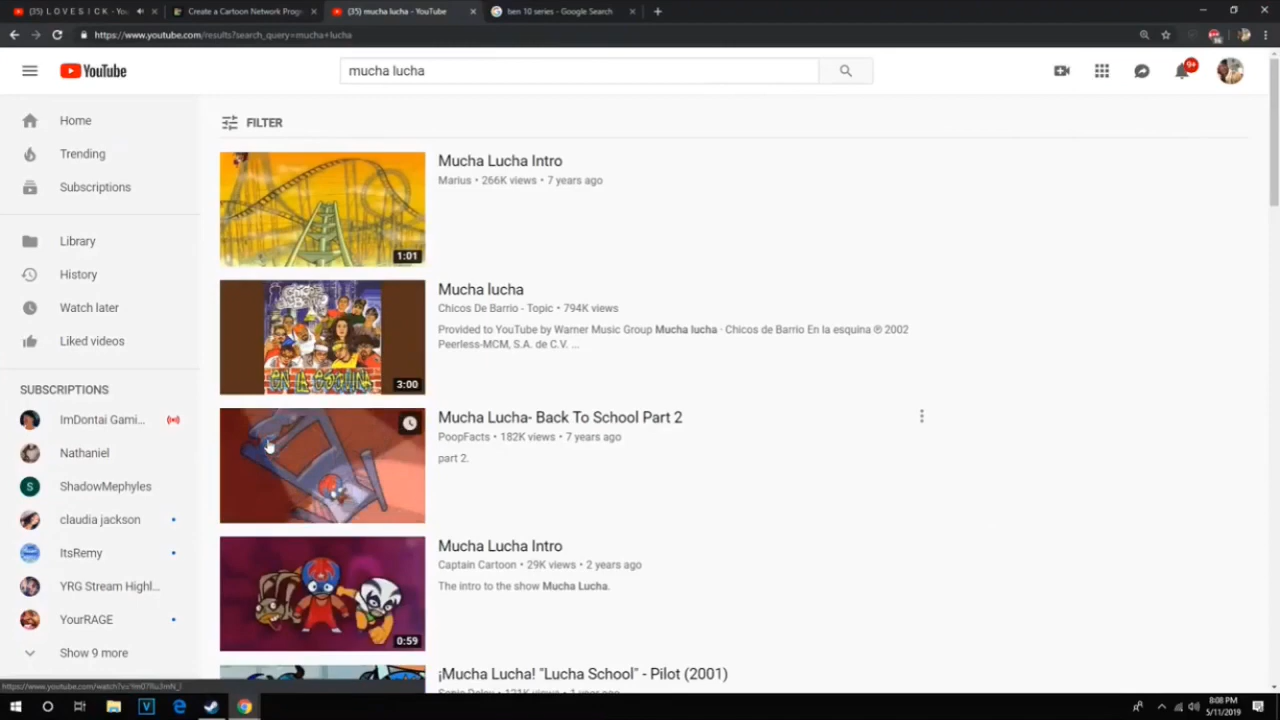 (35) L O V E S I C K - You
Create a Cartoon Network Prog
(35) mucha lucha - YouTube
ben 10 series - Google Search
https://www.youtube.com/results?search_query=mucha+lucha
YouTube
mucha lucha
9+
Home
Trending
Subscriptions
Library
History
Watch later
Liked videos
SUBSCRIPTIONS
ImDontai Gami...
Nathaniel
S
ShadowMephyles
claudia jackson
ItsRemy
YRG Stream Highl...
YourRAGE
Show 9 more
FILTER
Mucha Lucha Intro
Marius • 266K views • 7 years ago
1:01
Mucha lucha
Chicos De Barrio - Topic • 794K views
Provided to YouTube by Warner Music Group Mucha lucha · Chicos de Barrio En la esquina ℗ 2002
Peerless-MCM, S.A. de C.V. ...
EN LA ESQUINA
3:00
Mucha Lucha- Back To School Part 2
PoopFacts • 182K views • 7 years ago
part 2.
Mucha Lucha Intro
Captain Cartoon • 29K views • 2 years ago
The intro to the show Mucha Lucha.
0:59
¡Mucha Lucha! "Lucha School" - Pilot (2001)
8:08 PM
5/11/2019